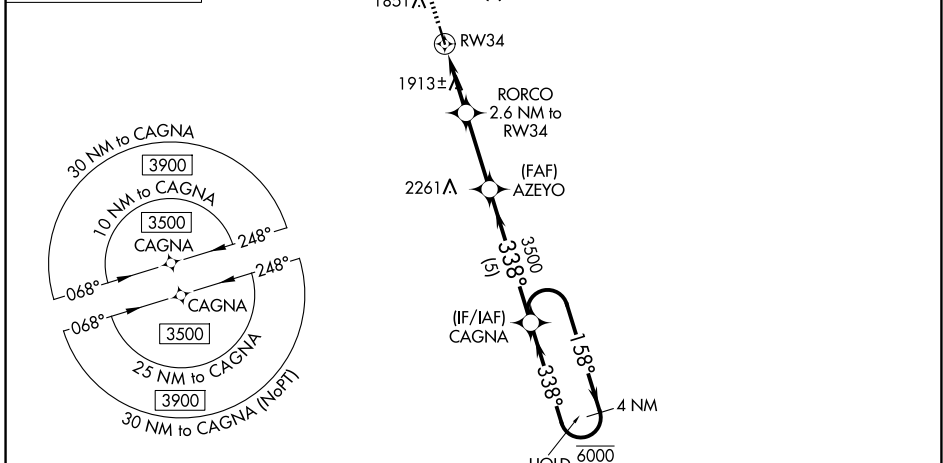 RW34
1913±
RORCO
2.6 NM to
RW34
(FAF)
AZEYO
2261
30 NM to CAGNA
3900
10 NM to CAGNA
3500
CAGNA
248°
068°
248°
068°
CAGNA
3500
25 NM to CAGNA
3900
30 NM to CAGNA (NoPT)
3500
338°
(5)
(IF/IAF)
CAGNA
158°
338°
4 NM
HOLD
6000